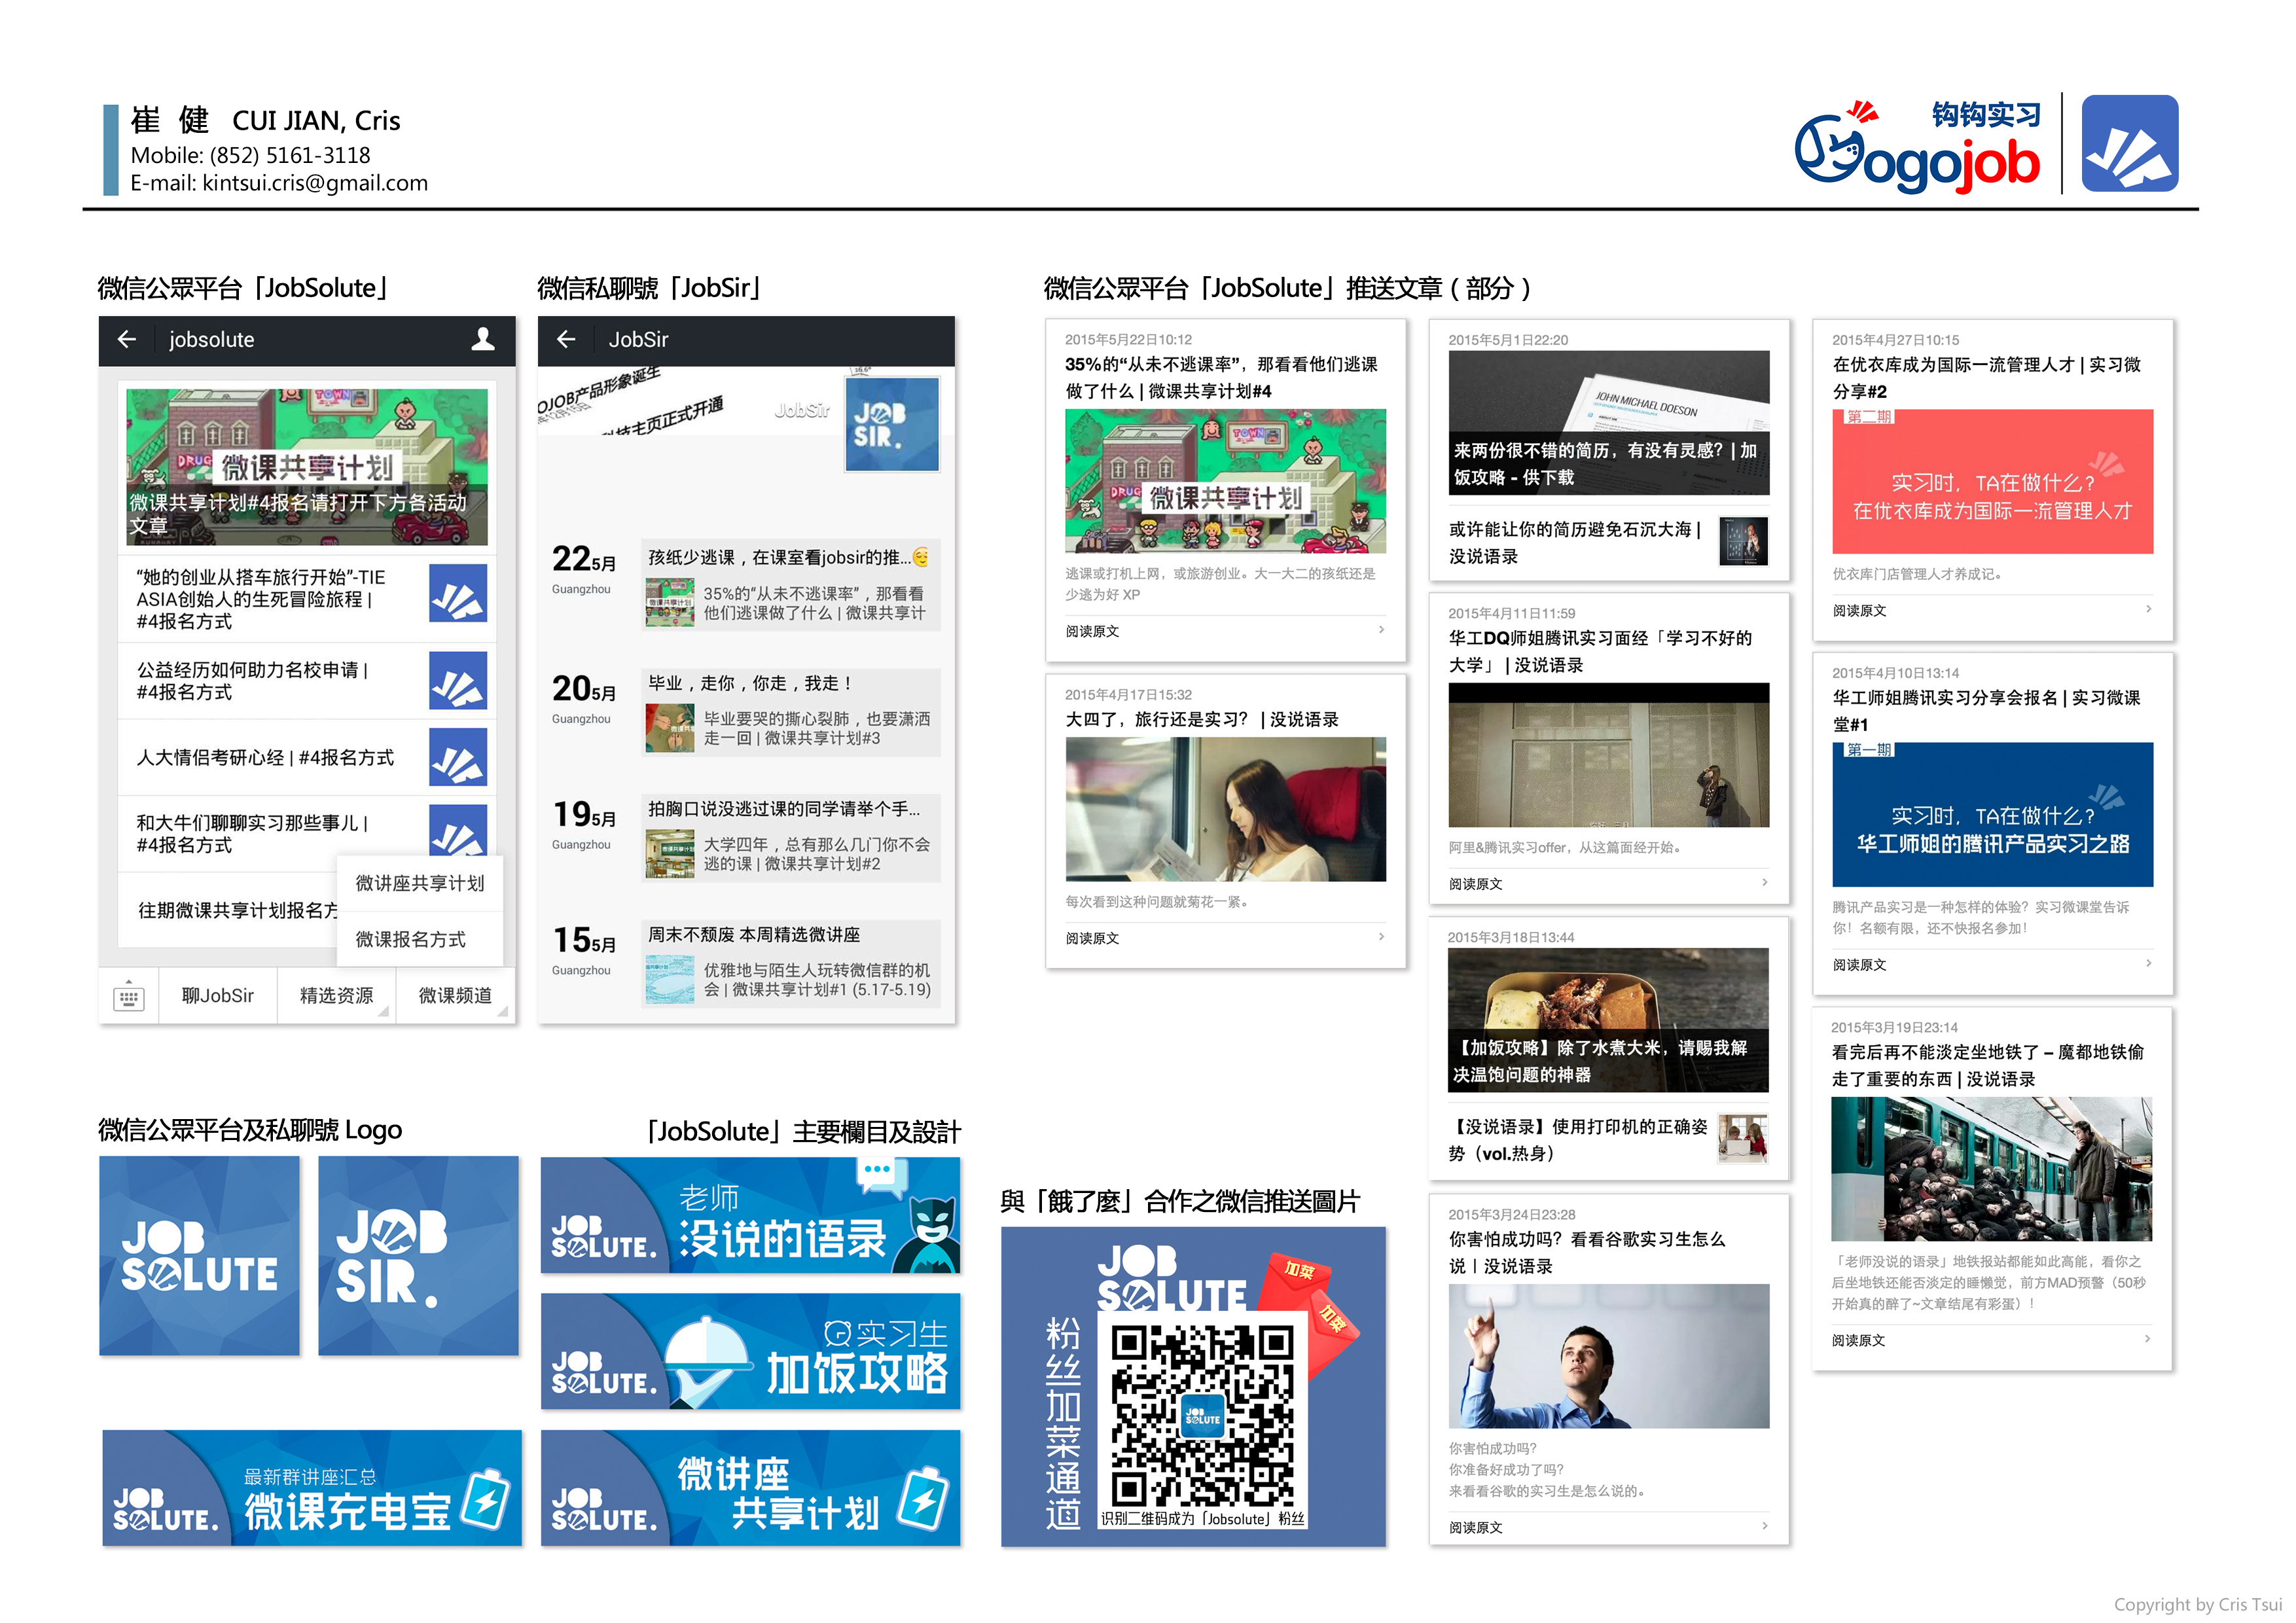 崔 健 CUI JIAN, Cris
Mobile: (852) 5161-3118
E-mail: kintsui.cris@gmail.com
钩钩实习
Gogojob
微信公眾平台「JobSolute」
jobsolute
微课共享计划
微课共享计划#4报名请打开下方各活动
文章
“她的创业从搭车旅行开始”-TIE
ASIA创始人的生死冒险旅程 |
#4报名方式
公益经历如何助力名校申请 |
#4报名方式
人大情侣考研心经 | #4报名方式
和大牛们聊聊实习那些事儿 |
#4报名方式
往期微课共享计划报名方
微讲座共享计划
微课报名方式
聊JobSir
精选资源
微课频道
微信私聊號「JobSir」
JobSir
OJOB产品形象诞生
科技主页正式开通
JobSir
JOB
SIR.
22 5月
Guangzhou
孩纸少逃课，在课室看jobsir的推...
35%的“从未不逃课率”，那看看
他们逃课做了什么 | 微课共享计
20 5月
Guangzhou
毕业，走你，你走，我走！
毕业要哭的撕心裂肺，也要潇洒
走一回 | 微课共享计划#3
19 5月
Guangzhou
拍胸口说没逃过课的同学请举个手...
大学四年，总有那么几门你不会
逃的课 | 微课共享计划#2
15 5月
Guangzhou
周末不颓废 本周精选微讲座
优雅地与陌生人玩转微信群的机
会 | 微课共享计划#1 (5.17-5.19)
微信公眾平台「JobSolute」推送文章（部分）
2015年5月22日10:12
35%的“从未不逃课率”，那看看他们逃课
做了什么 | 微课共享计划#4
TOWN
DRUG
微课共享计划
逃课或打机上网，或旅游创业。大一大二的孩纸还是
少逃为好 XP
阅读原文
2015年4月17日15:32
大四了，旅行还是实习？ | 没说语录
每次看到这种问题就菊花一紧。
阅读原文
2015年5月1日22:20
JOHN MICHAEL DOESON
来两份很不错的简历，有没有灵感？| 加
饭攻略 - 供下载
或许能让你的简历避免石沉大海 |
没说语录
2015年4月11日11:59
华工DQ师姐腾讯实习面经「学习不好的
大学」 | 没说语录
阿里&腾讯实习offer，从这篇面经开始。
阅读原文
2015年3月18日13:44
【加饭攻略】除了水煮大米，请赐我解
决温饱问题的神器
【没说语录】使用打印机的正确姿
势（vol.热身）
2015年3月24日23:28
你害怕成功吗？看看谷歌实习生怎么
说丨没说语录
你害怕成功吗？
你准备好成功了吗？
来看看谷歌的实习生是怎么说的。
阅读原文
2015年4月27日10:15
在优衣库成为国际一流管理人才 | 实习微
分享#2
第二期
实习时，TA在做什么？
在优衣库成为国际一流管理人才
优衣库门店管理人才养成记。
阅读原文
2015年4月10日13:14
华工师姐腾讯实习分享会报名 | 实习微课
堂#1
第一期
实习时，TA在做什么？
华工师姐的腾讯产品实习之路
腾讯产品实习是一种怎样的体验？实习微课堂告诉
你！名额有限，还不快报名参加！
阅读原文
2015年3月19日23:14
看完后再不能淡定坐地铁了 – 魔都地铁偷
走了重要的东西 | 没说语录
「老师没说的语录」地铁报站都能如此高能，看你之
后坐地铁还能否淡定的睡懒觉，前方MAD预警（50秒
开始真的醉了~文章结尾有彩蛋）！
阅读原文
微信公眾平台及私聊號 Logo
JOB
SOLUTE
JOB
SIR.
「JobSolute」主要欄目及設計
JOB
SOLUTE.
老师
没说的语录
JOB
SOLUTE.
实习生
加饭攻略
JOB
SOLUTE.
最新群讲座汇总
微课充电宝
JOB
SOLUTE.
微讲座
共享计划
與「餓了麼」合作之微信推送圖片
JOB
SOLUTE
加菜
加菜
粉丝加菜通道
JOB
SOLUTE
识别二维码成为「Jobsolute」粉丝
Copyright by Cris Tsui